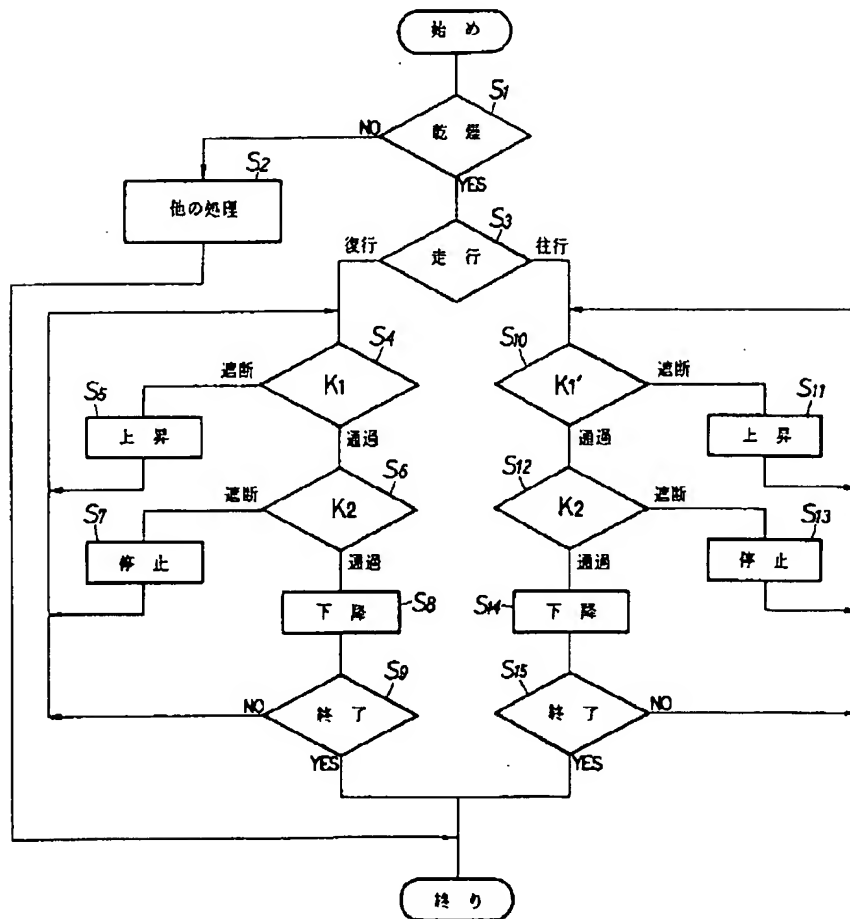 始め
S1
乾燥
NO
YES
S2
他の処理
S3
復行
走行
往行
S4
K1
遮断
通過
S5
上昇
S6
K2
遮断
通過
S7
停止
下降
S8
S9
終了
NO
YES
S10
K1'
遮断
通過
S11
上昇
S12
K2
遮断
通過
S13
停止
S14
下降
S15
終了
NO
YES
終り